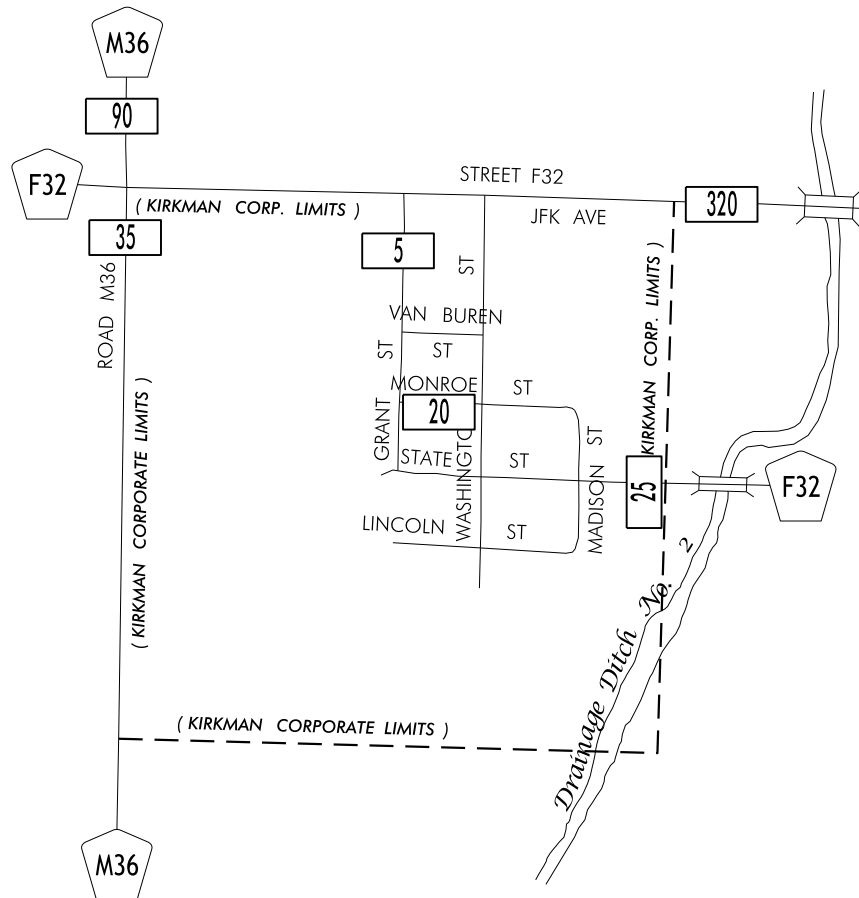 M36
90
F32
STREET F32
( KIRKMAN CORP. LIMITS )
320
JFK AVE
35
5
ST
ROAD M36
KIRKMAN CORP. LIMITS )
VAN BUREN
ST
ST
MONROE ST
20
GRANT
WASHINGTO
STATE ST
MADISON ST
25
F32
LINCOLN ST
( KIRKMAN CORPORATE LIMITS )
Drainage Ditch No. 2
( KIRKMAN CORPORATE LIMITS )
M36